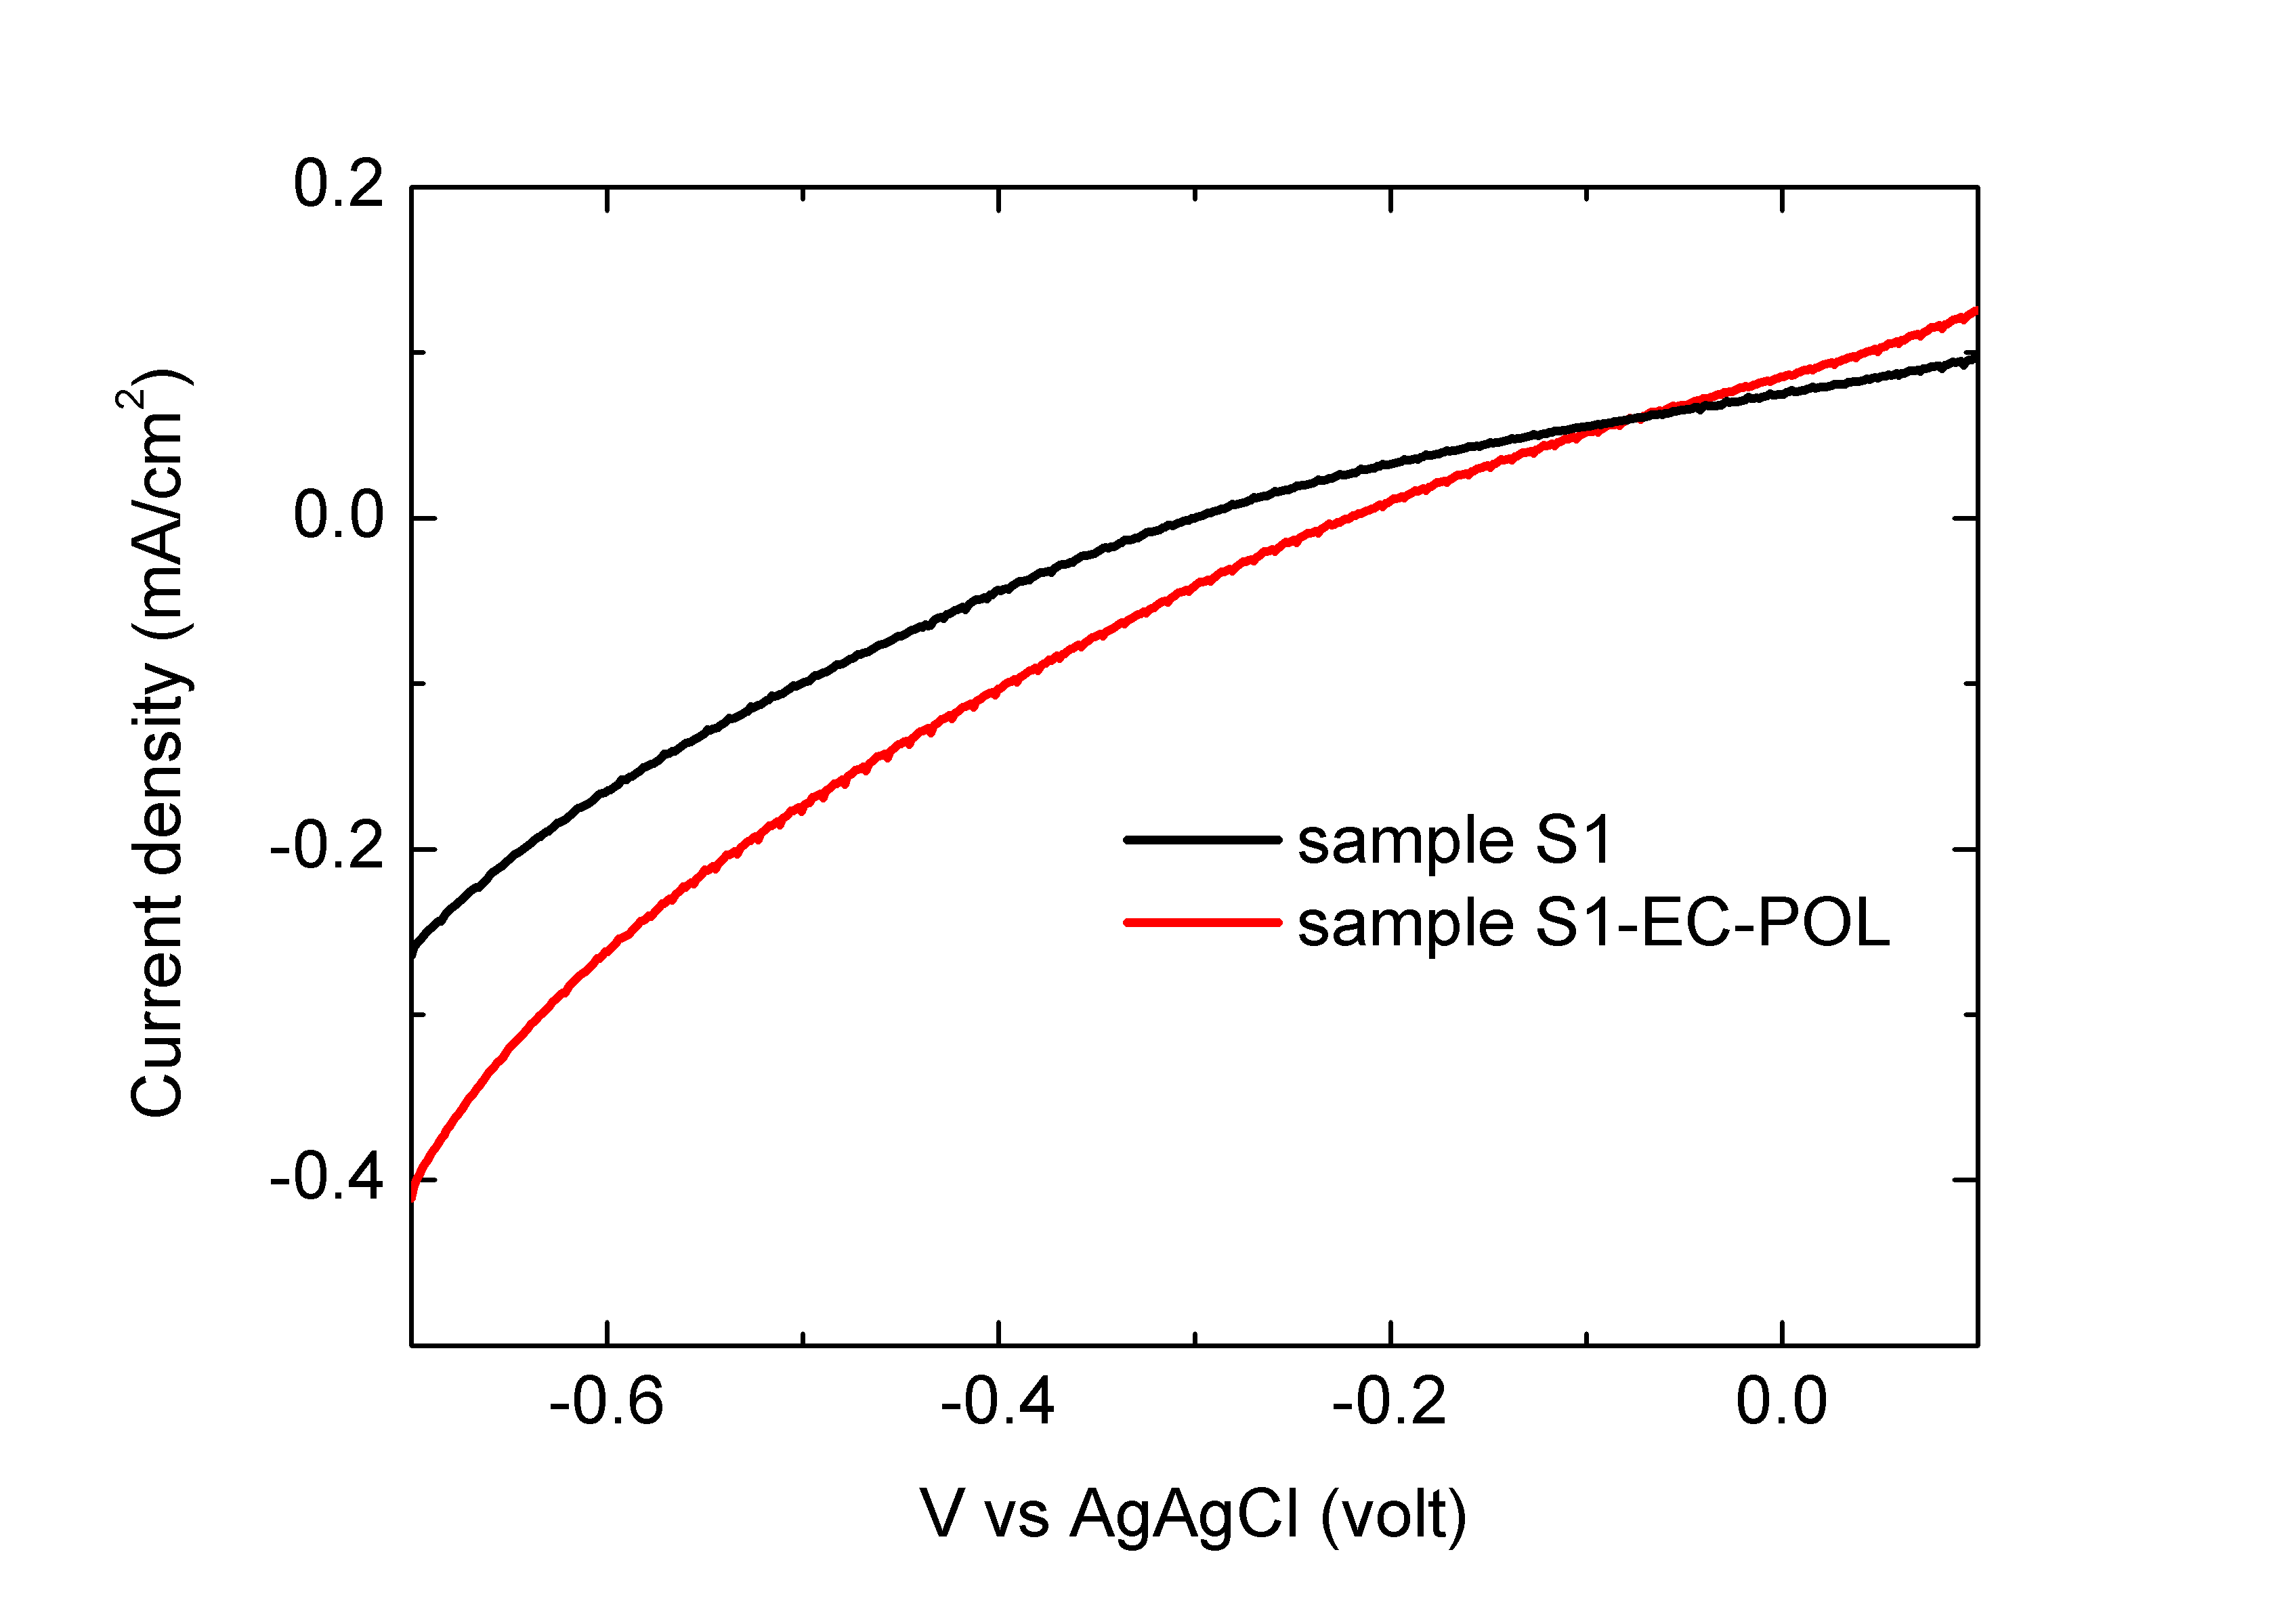 0.2
0.0
-0.2
-0.4
Current density (mA/cm²)
sample S1
sample S1-EC-POL
-0.6 -0.4 -0.2 0.0
V vs AgAgCl (volt)